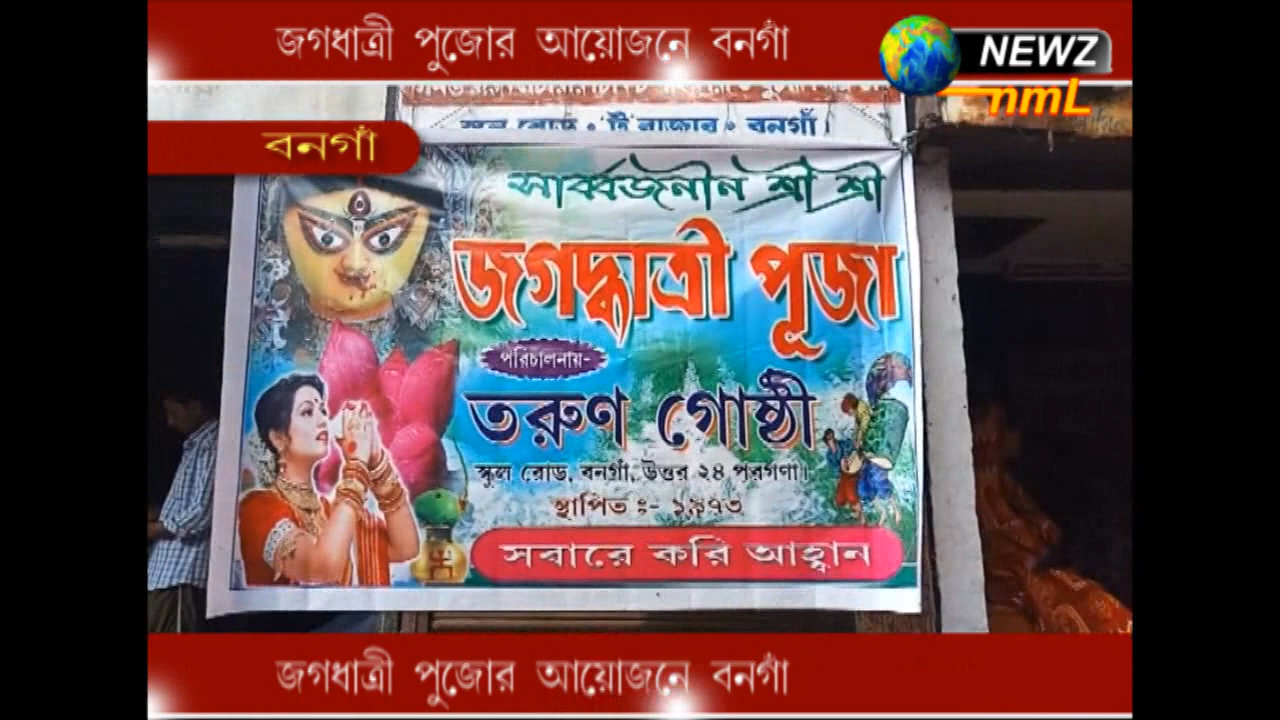 জগধাত্রী পুজোর আয়োজনে বনগাঁ
NEWZ
nmL
বনগাঁ
স্কুল রোড • 'ট' বাজার • বনগাঁ।
সার্ব্বজনীন শ্রী শ্রী
জগদ্ধাত্রী পূজা
পরিচালনায়-
তরুণ গোষ্ঠী
স্কুল রোড, বনগাঁ, উত্তর ২৪ পরগণা।
স্থাপিত ঃ- ১৯৭৩
সবারে করি আহ্বান
জগধাত্রী পুজোর আয়োজনে বনগাঁ